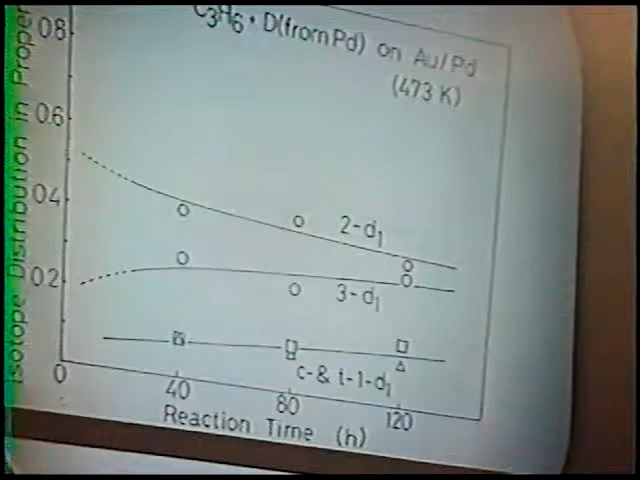 C3H6 · D(from Pd) on Au/Pd
(473 K)
Isotope Distribution in Proper
0.8
0.6
0.4
0.2
0
2-d1
3-d1
c- & t-1-d1
40
80
120
Reaction Time (h)